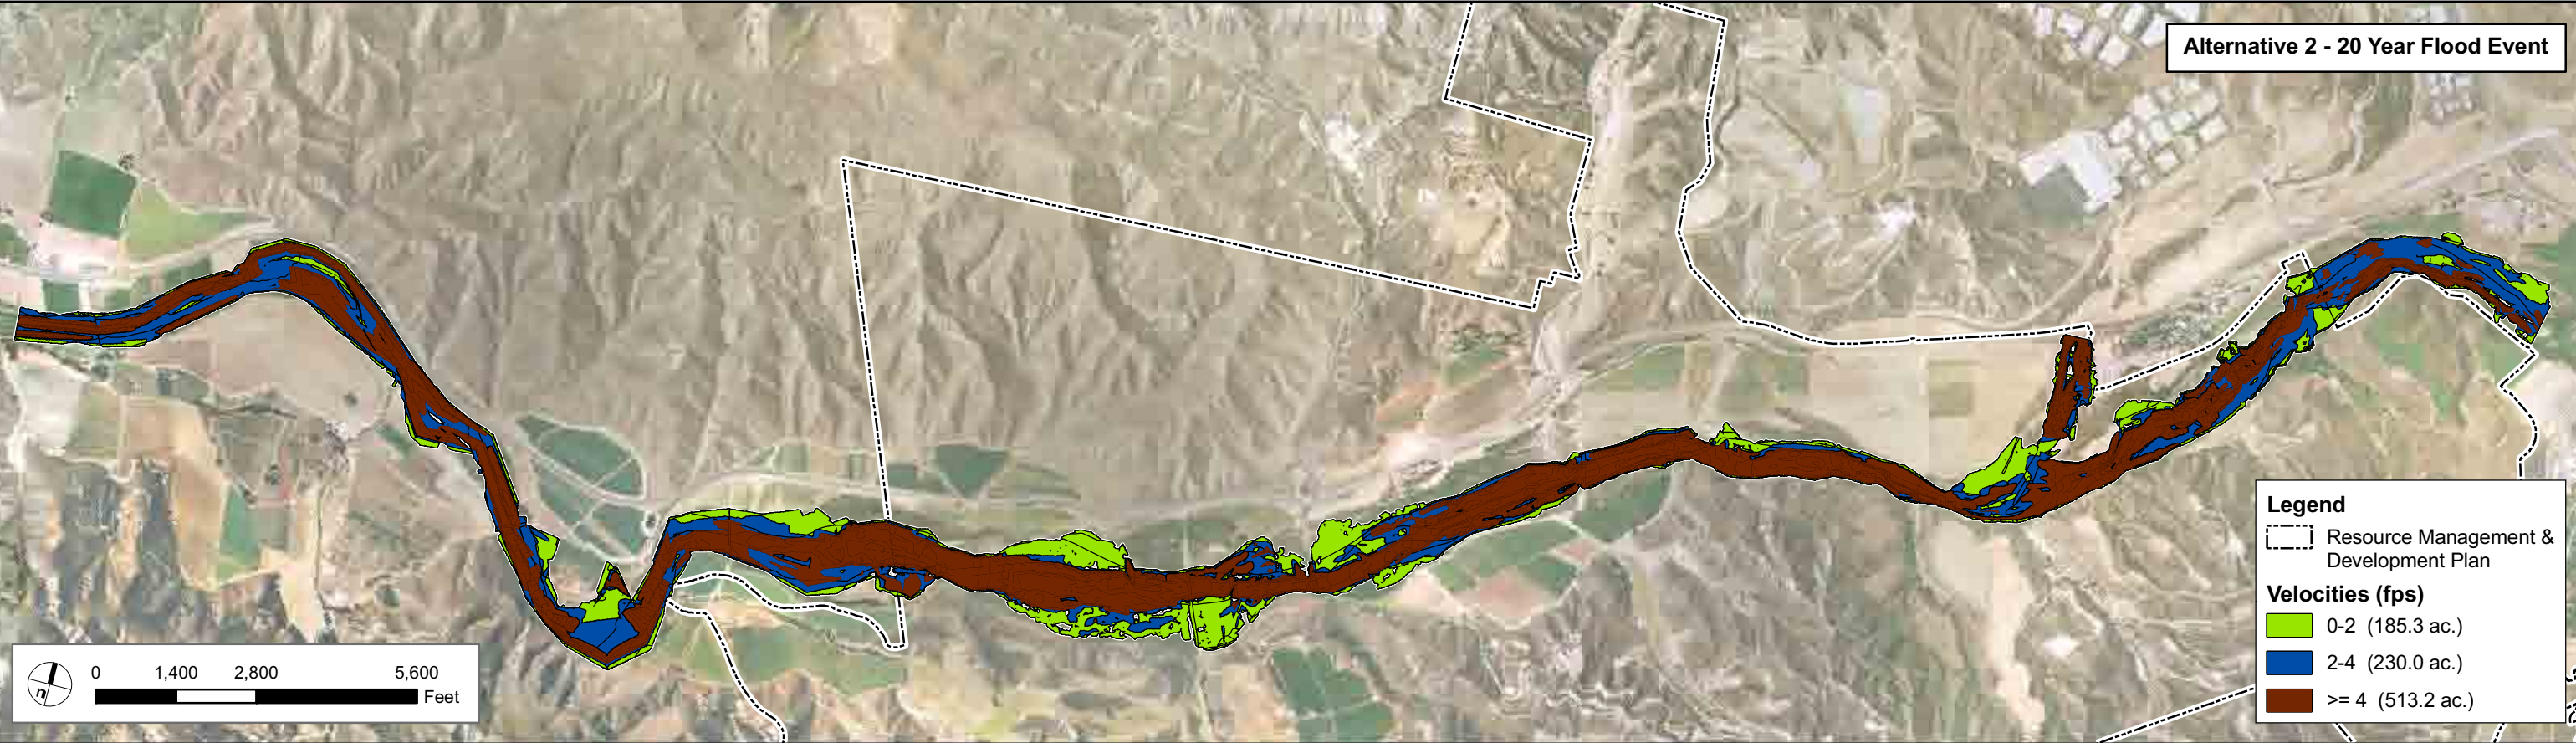 Alternative 2 - 20 Year Flood Event
Legend
Resource Management &
Development Plan
Velocities (fps)
0-2 (185.3 ac.)
2-4 (230.0 ac.)
>= 4 (513.2 ac.)
n
0 1,400 2,800 5,600
Feet